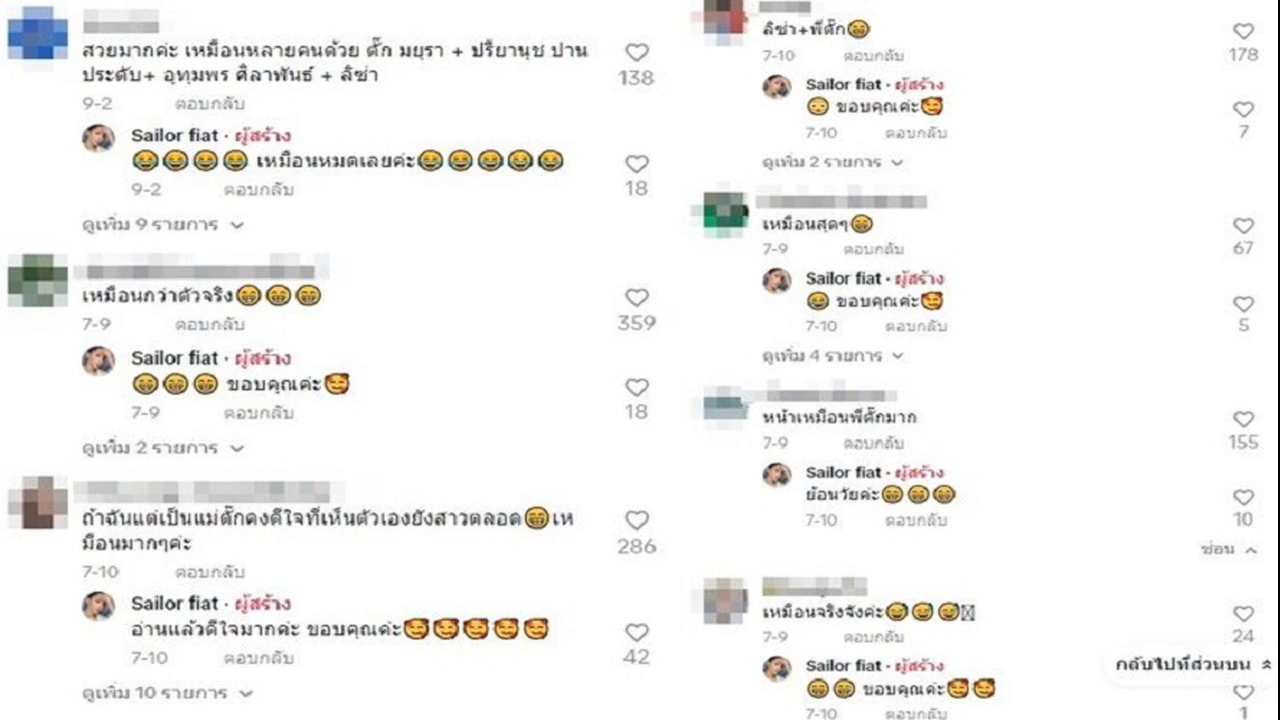 สวยมากค่ะ เหมือนหลายคนด้วย ตั๊ก มยุรา + ปรียานุช ปาน
ประดับ+ อุทุมพร ศิลาพันธ์ + ลิซ่า
138
9-2 ตอบกลับ
Sailor fiat · ผู้สร้าง
😂😂😂😂 เหมือนหมดเลยค่ะ😂😂😂😂😂
18
9-2 ตอบกลับ
ดูเพิ่ม 9 รายการ
เหมือนกว่าตัวจริง😁😁😁
359
7-9 ตอบกลับ
Sailor fiat · ผู้สร้าง
😁😁😁 ขอบคุณค่ะ🥰
18
7-9 ตอบกลับ
ดูเพิ่ม 2 รายการ
ถ้าฉันแต่เป็นแม่ตั๊กคงดีใจที่เห็นตัวเองยังสาวตลอด😁เห
มือนมากๆค่ะ
286
7-10 ตอบกลับ
Sailor fiat · ผู้สร้าง
อ่านแล้วดีใจมากค่ะ ขอบคุณค่ะ🥰🥰🥰🥰🥰
42
7-10 ตอบกลับ
ดูเพิ่ม 10 รายการ
ลิซ่า+พี่ตั๊ก😁
178
7-10 ตอบกลับ
Sailor fiat · ผู้สร้าง
😳 ขอบคุณค่ะ🥰
7
7-10 ตอบกลับ
ดูเพิ่ม 2 รายการ
เหมือนสุดๆ😁
67
7-9 ตอบกลับ
Sailor fiat · ผู้สร้าง
😂 ขอบคุณค่ะ🥰
5
7-10 ตอบกลับ
ดูเพิ่ม 4 รายการ
หน้าเหมือนพี่ตั๊กมาก
155
7-9 ตอบกลับ
Sailor fiat · ผู้สร้าง
ย้อนวัยค่ะ😁😁😁
10
7-10 ตอบกลับ
ซ่อน
เหมือนจริงจังค่ะ😅😅😅
24
7-9 ตอบกลับ
กลับไปที่ส่วนบน
Sailor fiat · ผู้สร้าง
😁😁 ขอบคุณค่ะ🥰🥰
1
7-10 ตอบกลับ